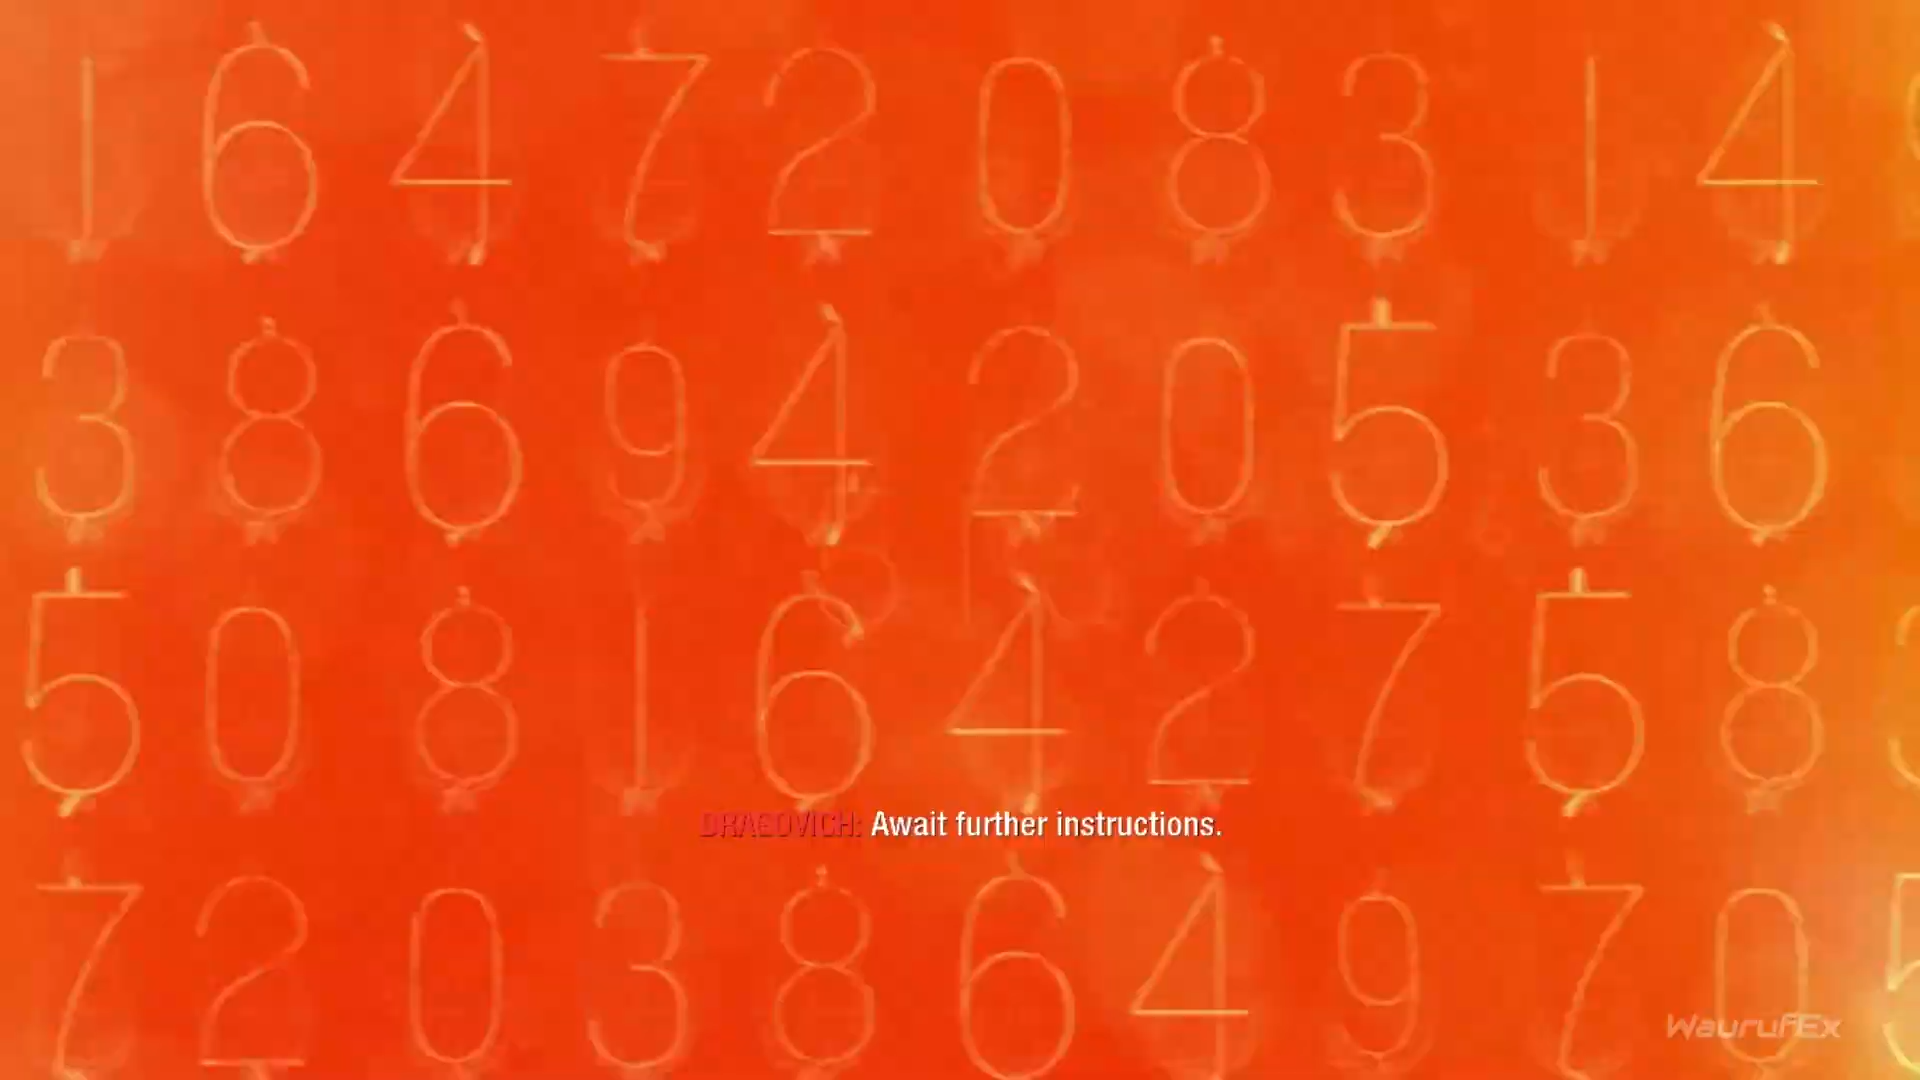 1 6 4 7 2 0 8 3 1 4
3 8 6 9 4 2 0 5 3 6
5 0 8 1 6 4 2 7 5 8
DRAGOVICH: Await further instructions.
7 2 0 3 8 6 4 9 7 0 5
WaurufEx